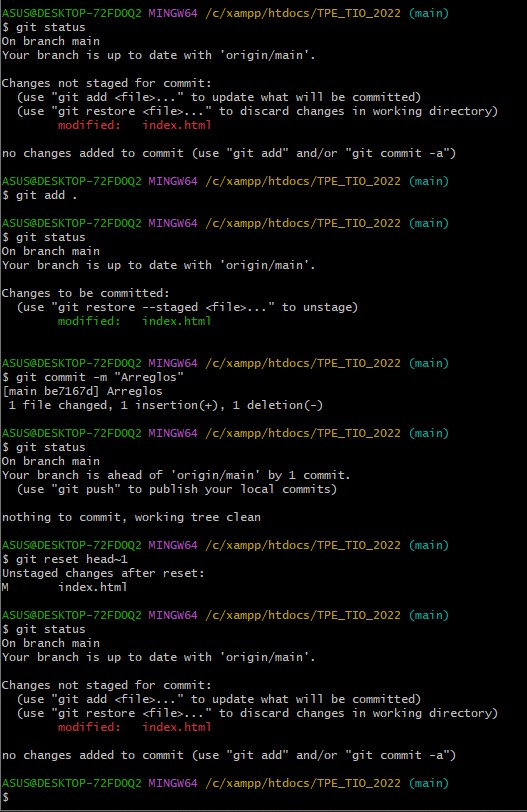 ASUS@DESKTOP-72FDOQ2 MINGW64 /c/xampp/htdocs/TPE_TIO_2022 (main)
$ git status
On branch main
Your branch is up to date with 'origin/main'.
Changes not staged for commit:
  (use "git add <file>..." to update what will be committed)
  (use "git restore <file>..." to discard changes in working directory)
        modified:   index.html
no changes added to commit (use "git add" and/or "git commit -a")
ASUS@DESKTOP-72FDOQ2 MINGW64 /c/xampp/htdocs/TPE_TIO_2022 (main)
$ git add .
ASUS@DESKTOP-72FDOQ2 MINGW64 /c/xampp/htdocs/TPE_TIO_2022 (main)
$ git status
On branch main
Your branch is up to date with 'origin/main'.
Changes to be committed:
  (use "git restore --staged <file>..." to unstage)
        modified:   index.html
ASUS@DESKTOP-72FDOQ2 MINGW64 /c/xampp/htdocs/TPE_TIO_2022 (main)
$ git commit -m "Arreglos"
[main be7167d] Arreglos
 1 file changed, 1 insertion(+), 1 deletion(-)
ASUS@DESKTOP-72FDOQ2 MINGW64 /c/xampp/htdocs/TPE_TIO_2022 (main)
$ git status
On branch main
Your branch is ahead of 'origin/main' by 1 commit.
  (use "git push" to publish your local commits)
nothing to commit, working tree clean
ASUS@DESKTOP-72FDOQ2 MINGW64 /c/xampp/htdocs/TPE_TIO_2022 (main)
$ git reset head~1
Unstaged changes after reset:
M       index.html
ASUS@DESKTOP-72FDOQ2 MINGW64 /c/xampp/htdocs/TPE_TIO_2022 (main)
$ git status
On branch main
Your branch is up to date with 'origin/main'.
Changes not staged for commit:
  (use "git add <file>..." to update what will be committed)
  (use "git restore <file>..." to discard changes in working directory)
        modified:   index.html
no changes added to commit (use "git add" and/or "git commit -a")
ASUS@DESKTOP-72FDOQ2 MINGW64 /c/xampp/htdocs/TPE_TIO_2022 (main)
$